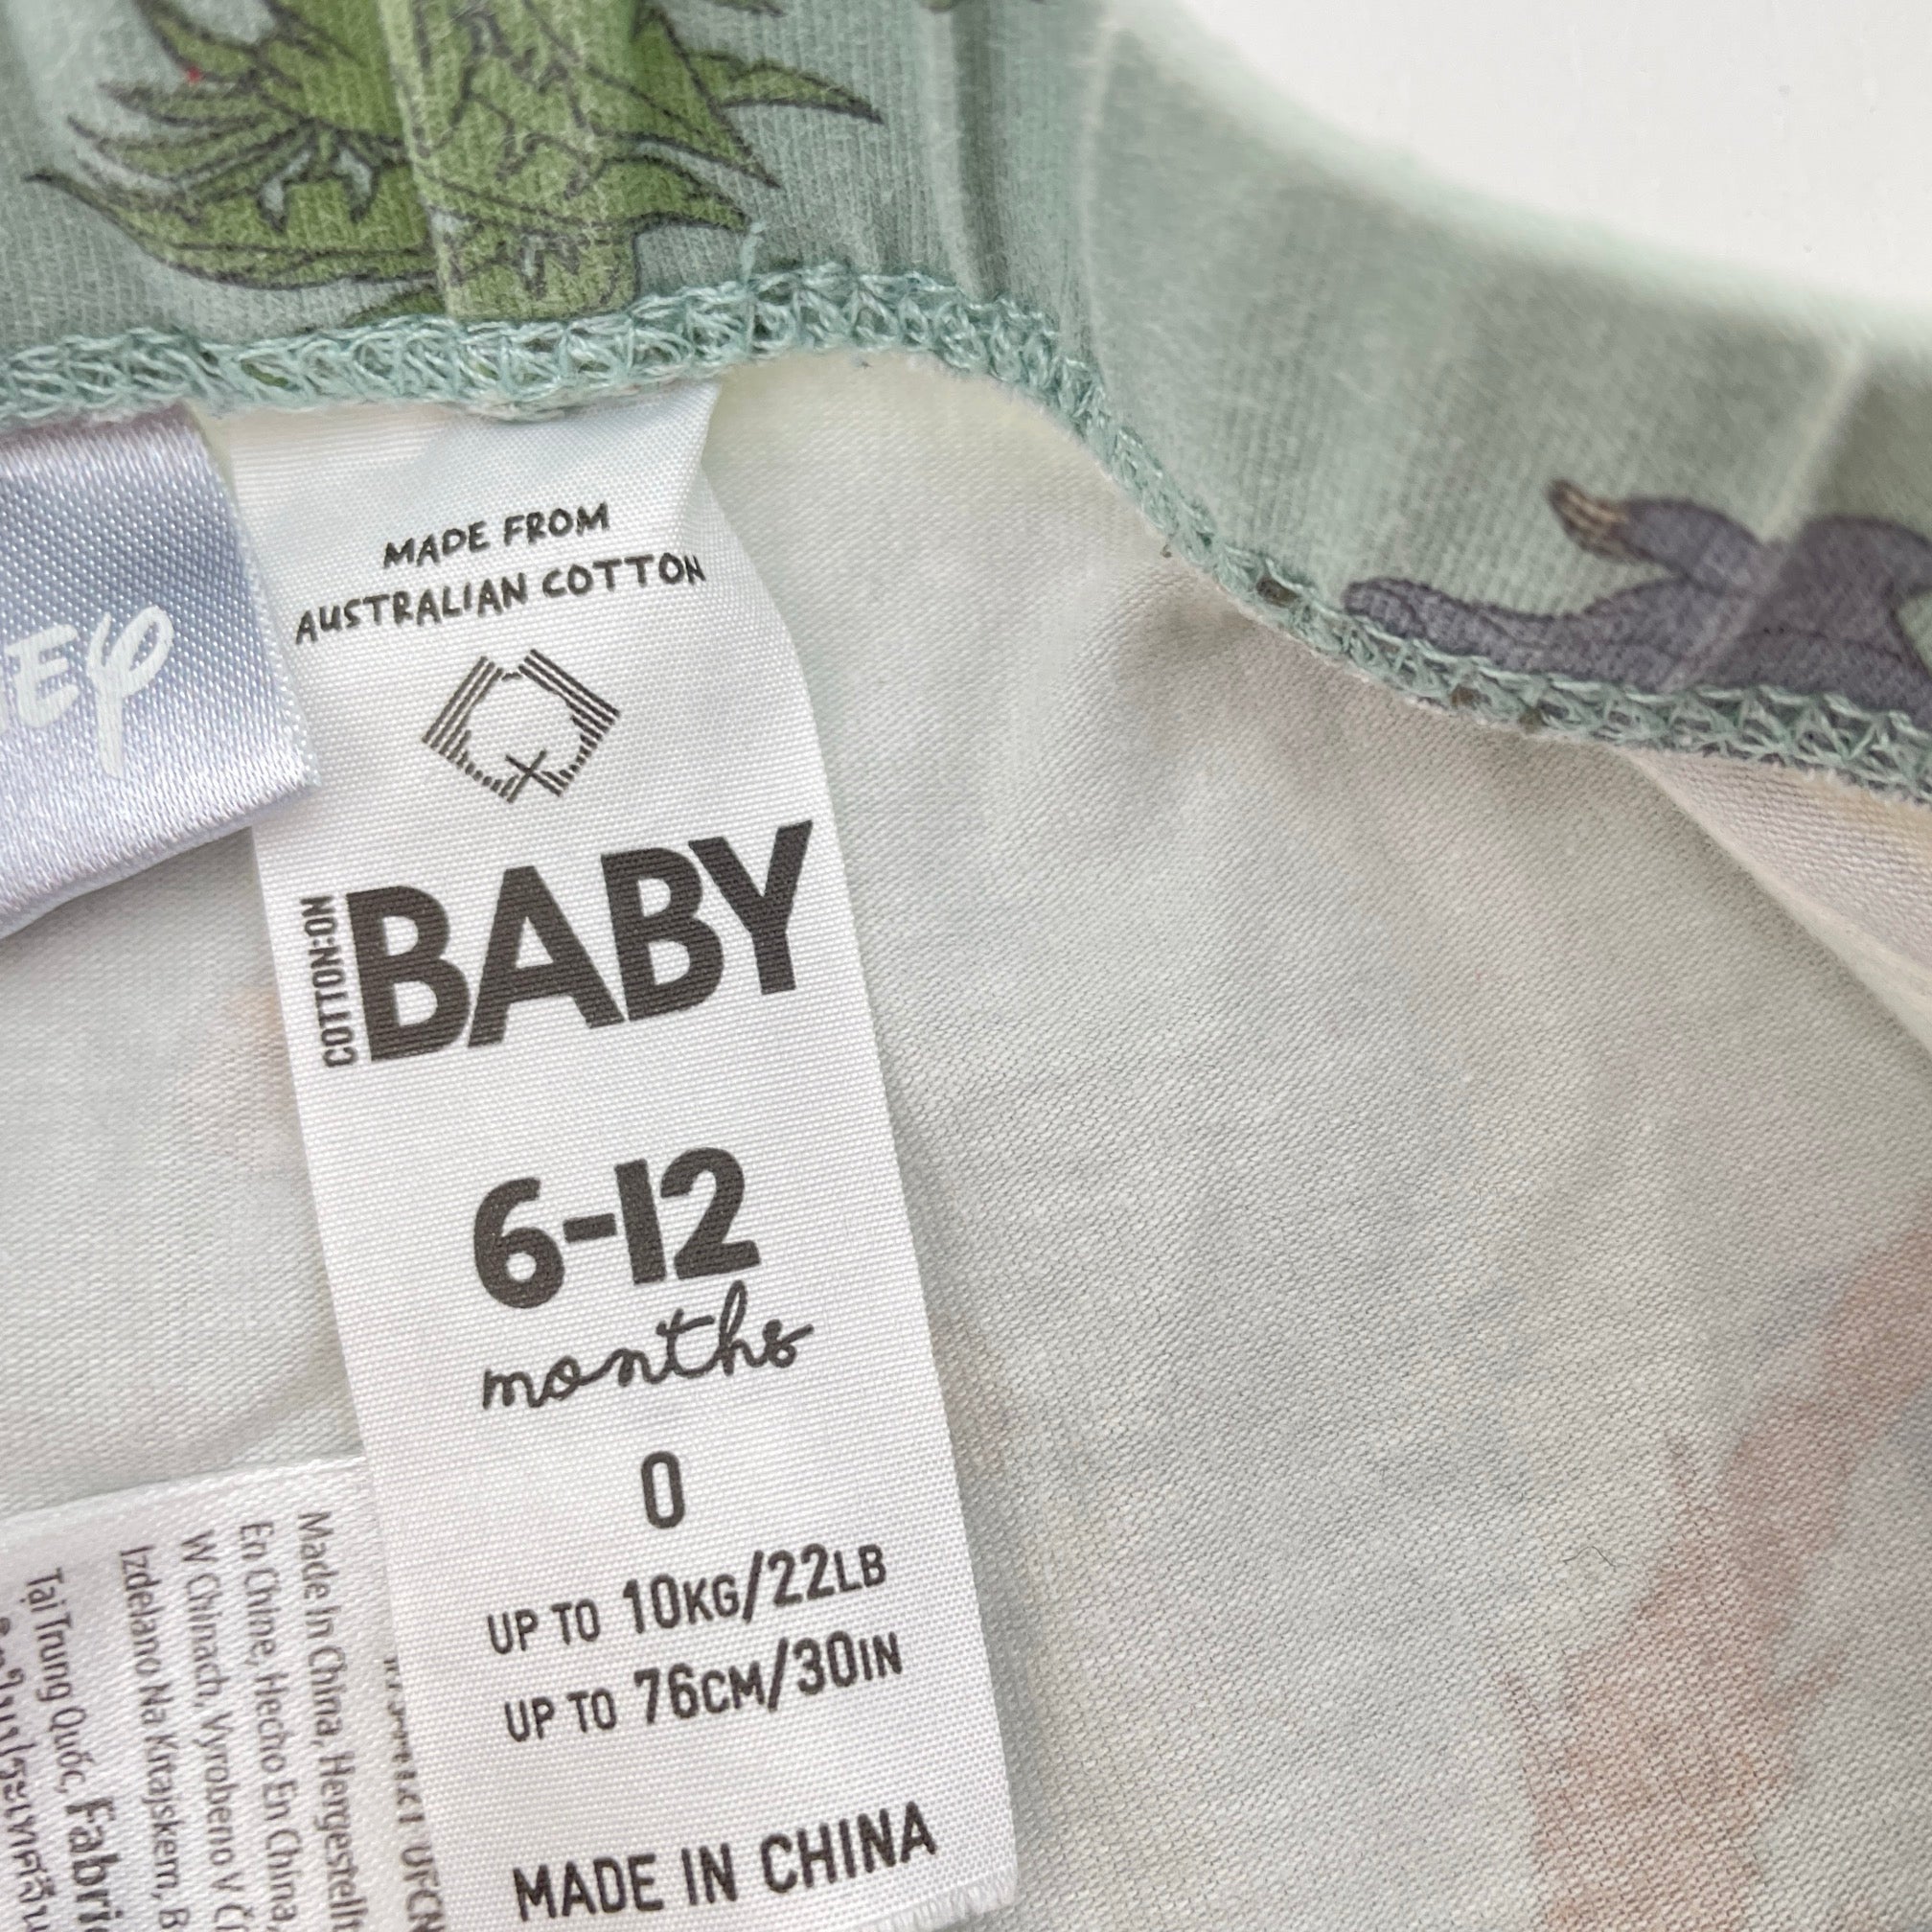 MADE FROM
AUSTRALIAN COTTON
COTTON:ON
BABY
6-12
months
0
UP TO 10KG/22LB
UP TO 76CM/30IN
MADE IN CHINA
Made In China, Hergestellt
En Chine, Hecho En China,
W Chinach, Vyrobeno V
Izdelano Na Kitajskem,
Tại Trung Quốc,